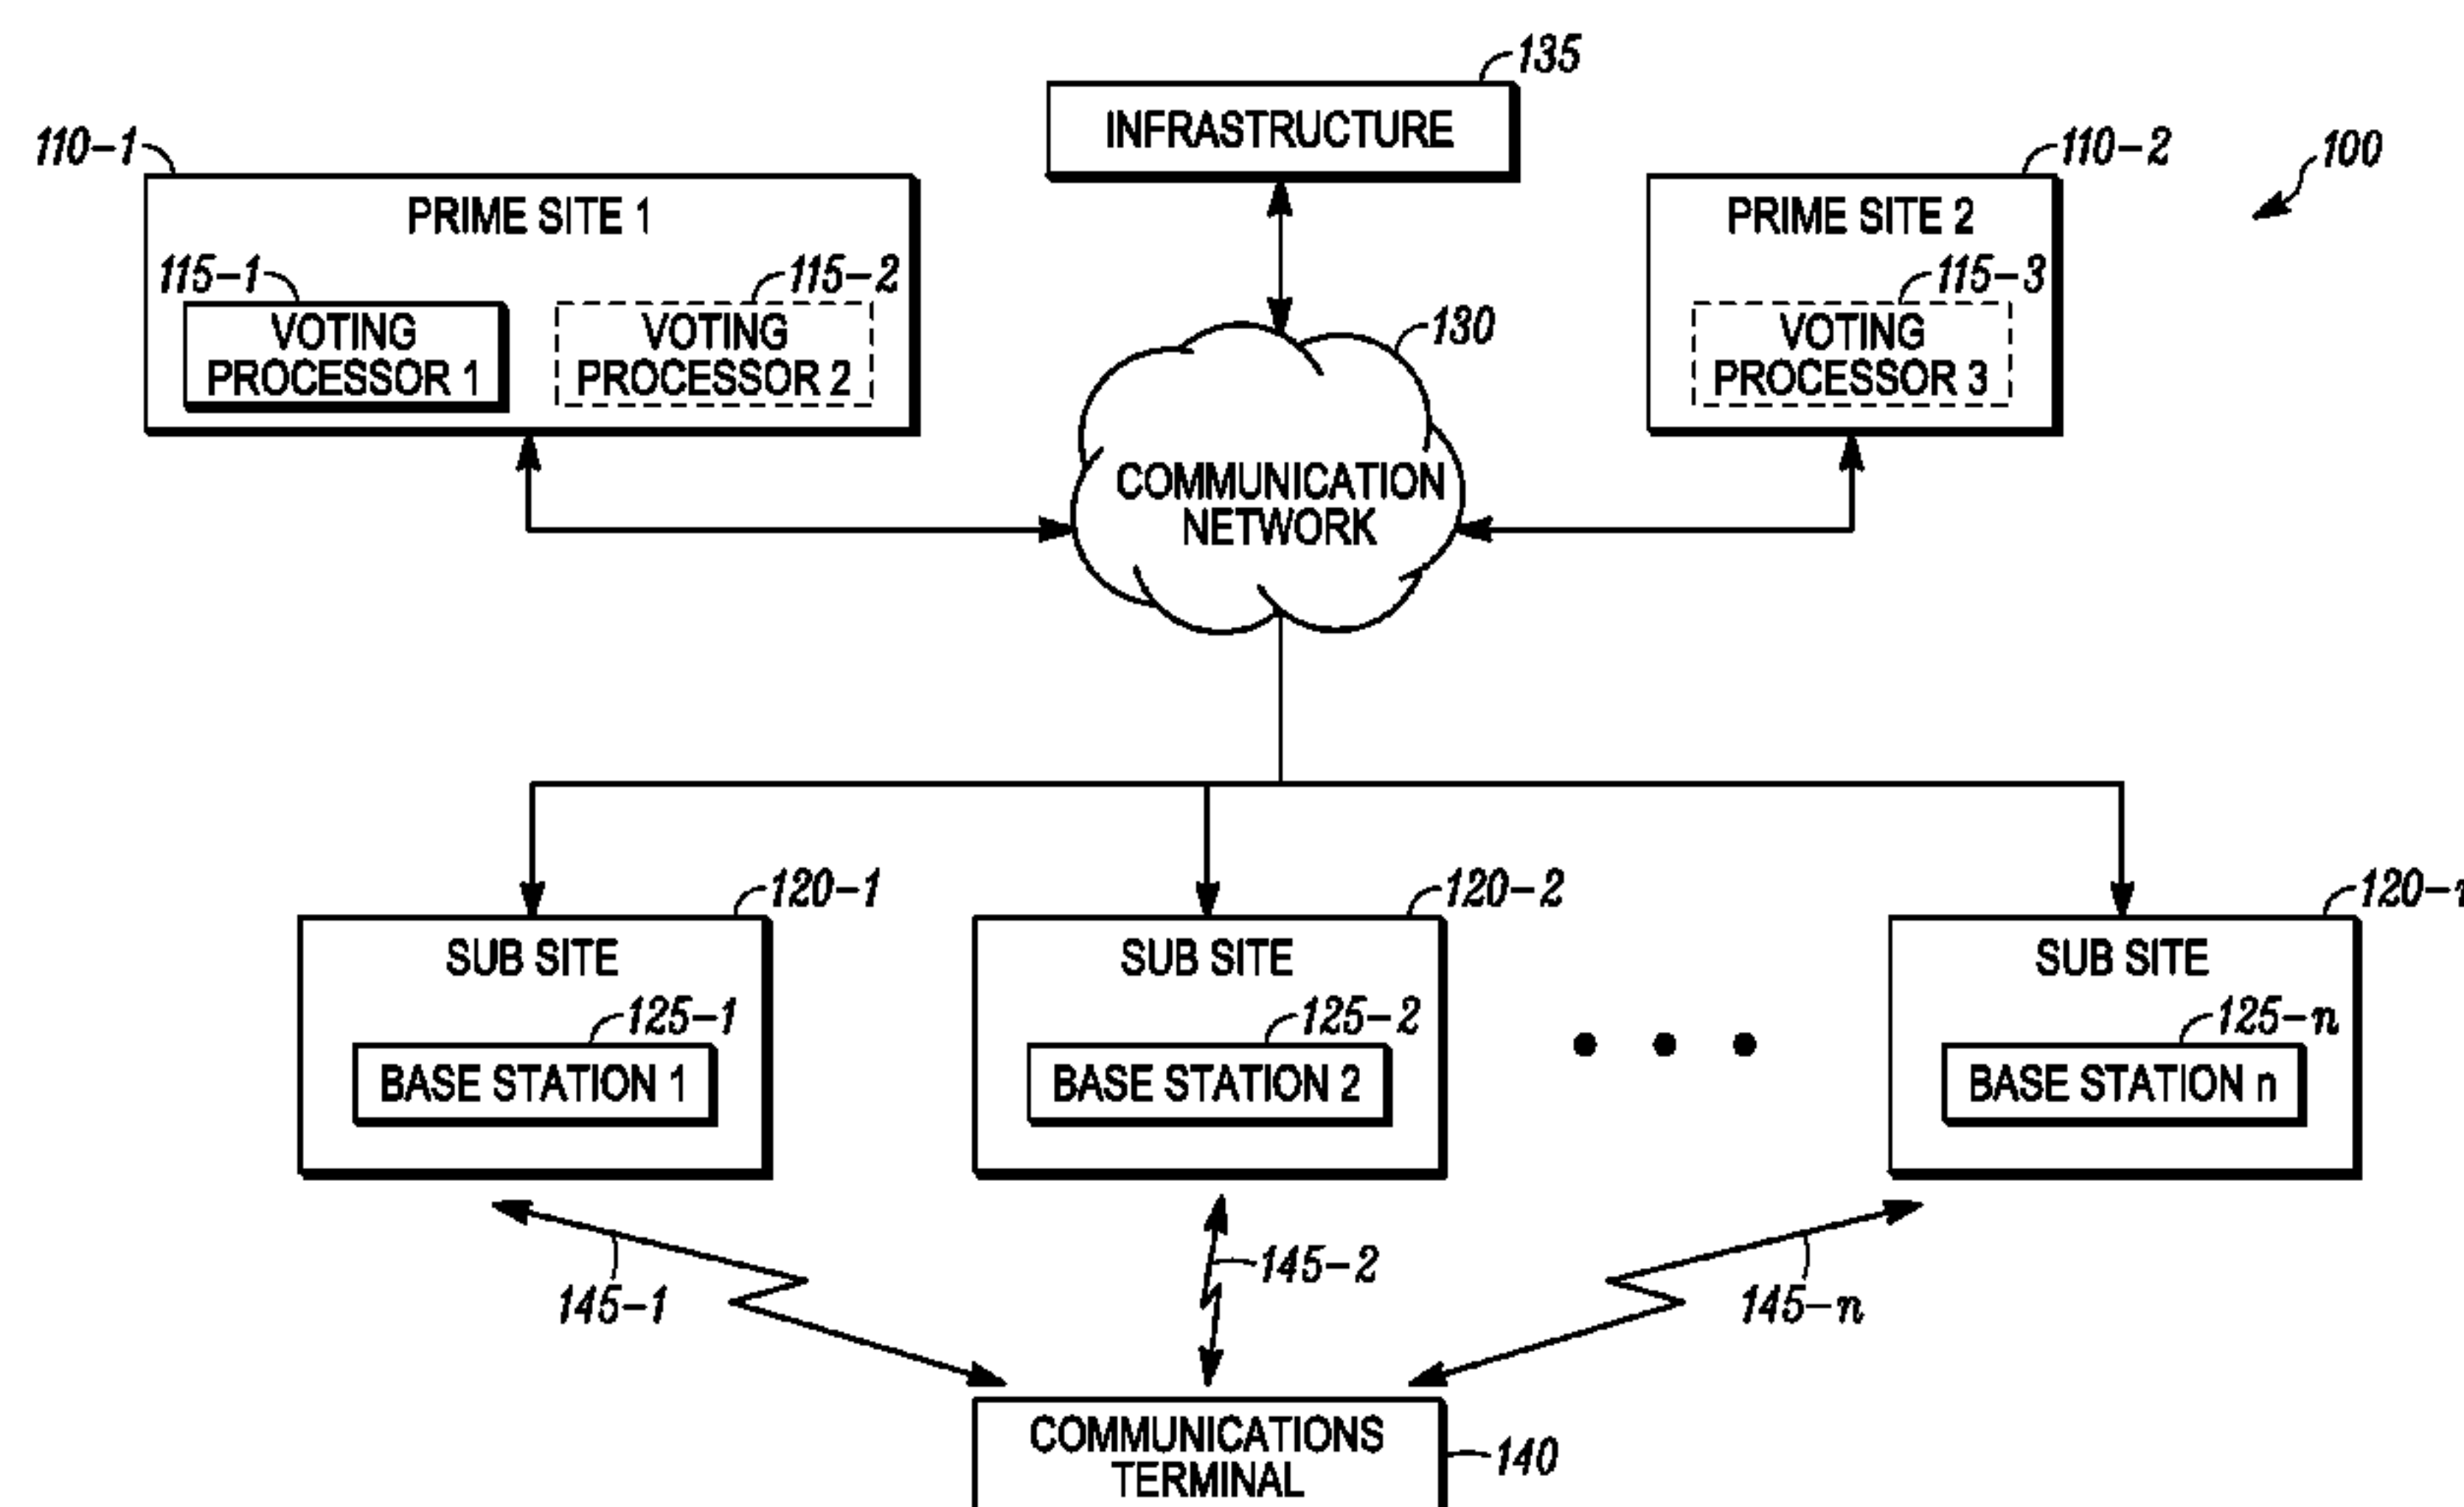 135
INFRASTRUCTURE
110-1
110-2
100
PRIME SITE 1
PRIME SITE 2
115-1
115-2
115-3
VOTING
PROCESSOR 1
VOTING
PROCESSOR 2
VOTING
PROCESSOR 3
130
COMMUNICATION
NETWORK
120-1
120-2
SUB SITE
SUB SITE
SUB SITE
125-1
125-2
125-n
BASE STATION 1
BASE STATION 2
BASE STATION n
145-1
145-2
145-n
COMMUNICATIONS
TERMINAL
140